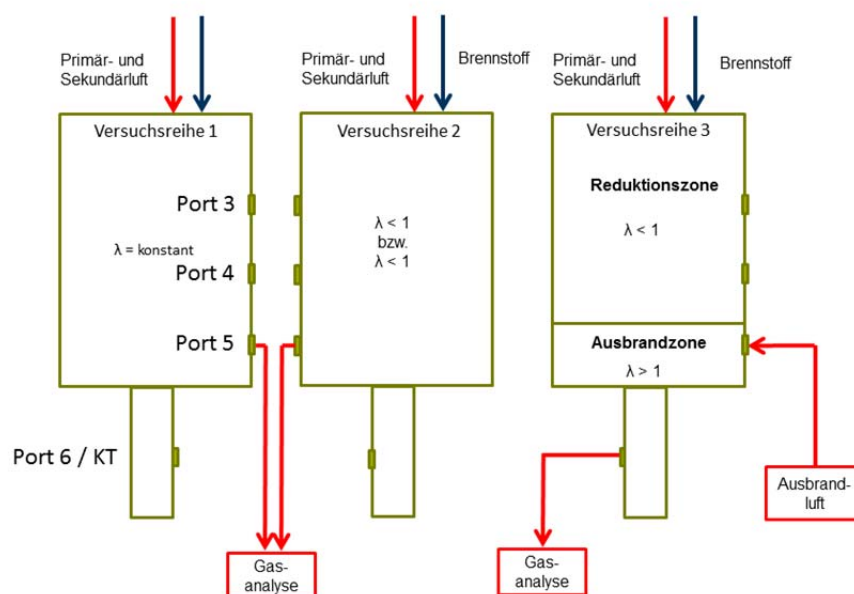 Primär- und
Sekundärluft
Versuchsreihe 1
Port 3
λ = konstant
Port 4
Port 5
Port 6 / KT
Primär- und
Sekundärluft
Brennstoff
Versuchsreihe 2
λ < 1
bzw.
λ < 1
Gas-
analyse
Primär- und
Sekundärluft
Brennstoff
Versuchsreihe 3
Reduktionszone
λ < 1
Ausbrandzone
λ > 1
Ausbrand-
luft
Gas-
analyse